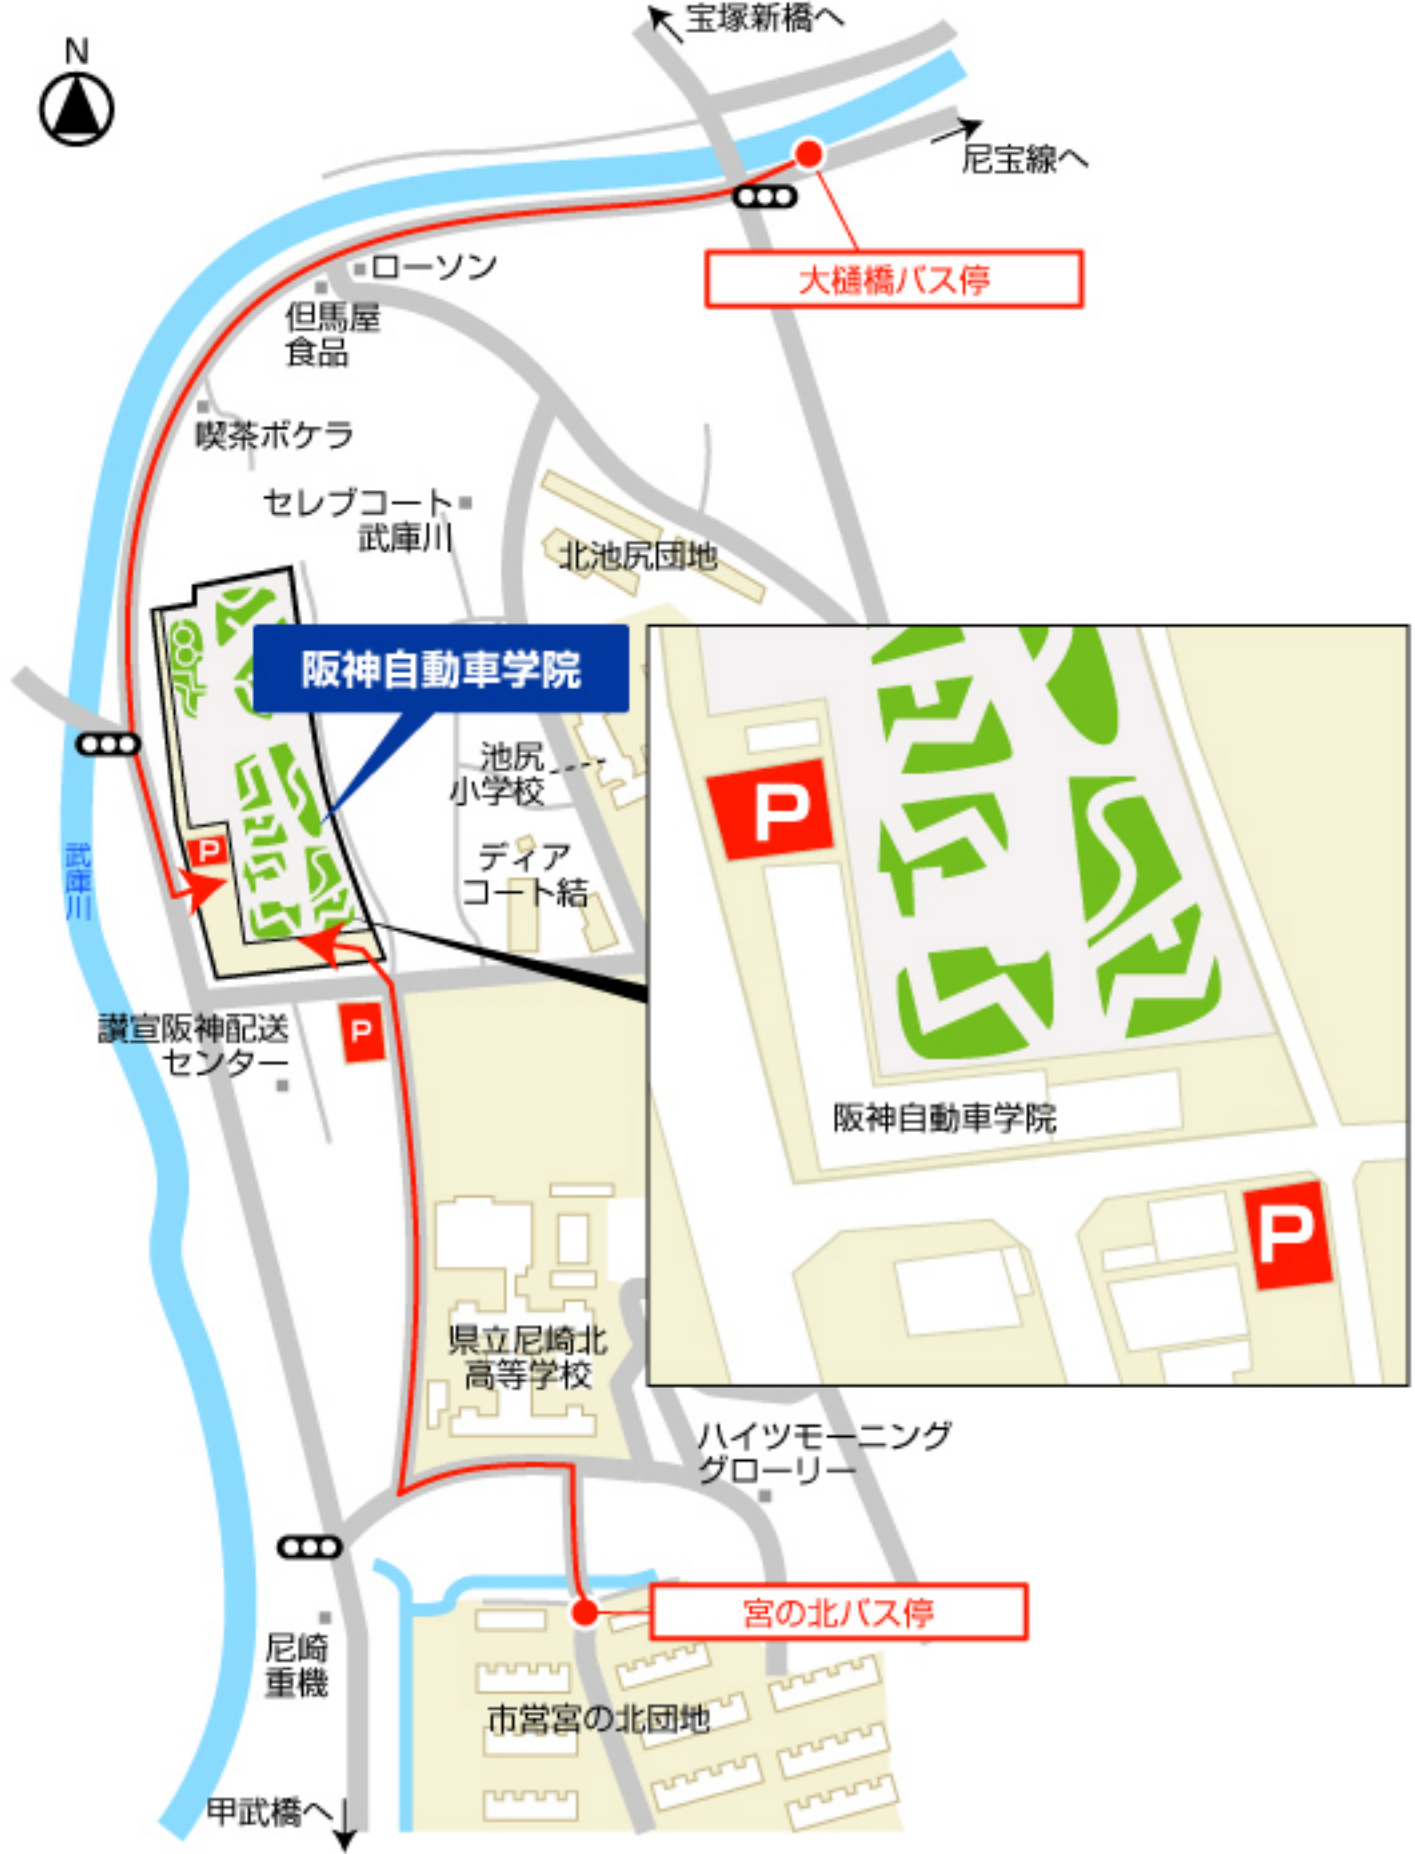 宝塚新橋へ
N
尼宝線へ
大樋橋バス停
ローソン
但馬屋
食品
喫茶ボケラ
セレブコート
武庫川
北池尻団地
阪神自動車学院
池尻
小学校
P
ディア
コート結
武庫川
P
讃宣阪神配送
センター
P
阪神自動車学院
P
県立尼崎北
高等学校
ハイツモーニング
グローリー
宮の北バス停
尼崎
重機
市営宮の北団地
甲武橋へ